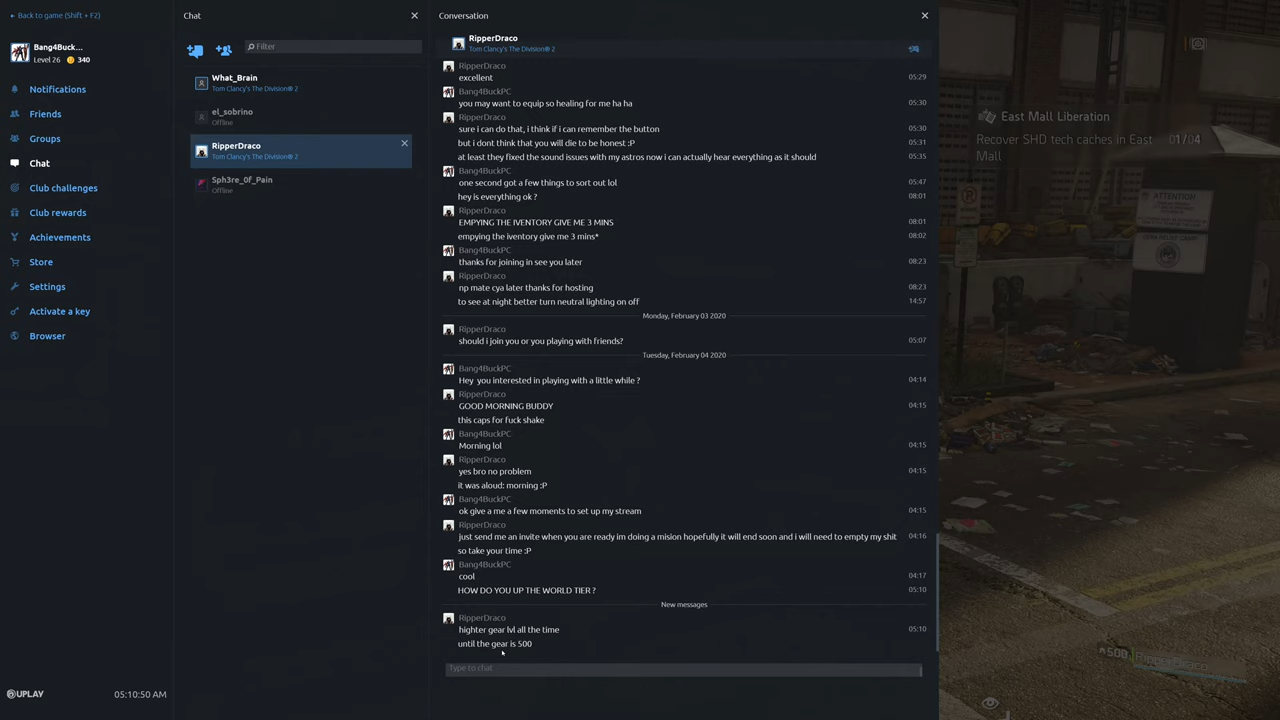 Back to game (Shift + F2)
Bang4Buck...
Level 26
340
Notifications
Friends
Groups
Chat
Club challenges
Club rewards
Achievements
Store
Settings
Activate a key
Browser
UPLAY
05:10:50 AM
Chat
Filter
What_Brain
Tom Clancy's The Division® 2
el_sobrino
Offline
RipperDraco
Tom Clancy's The Division® 2
Sph3re_0f_Pain
Offline
Conversation
RipperDraco
Tom Clancy's The Division® 2
RipperDraco
excellent 05:29
Bang4BuckPC
you may want to equip so healing for me ha ha 05:30
RipperDraco
sure i can do that, i think if i can remember the button 05:30
but i dont think that you will die to be honest :P 05:31
at least they fixed the sound issues with my astros now i can actually hear everything as it should 05:35
Bang4BuckPC
one second got a few things to sort out lol 05:47
hey is everything ok ? 08:01
RipperDraco
EMPYING THE IVENTORY GIVE ME 3 MINS 08:01
empying the iventory give me 3 mins* 08:02
Bang4BuckPC
thanks for joining in see you later 08:23
RipperDraco
np mate cya later thanks for hosting 08:23
to see at night better turn neutral lighting on off 14:57
Monday, February 03 2020
RipperDraco
should i join you or you playing with friends? 05:07
Tuesday, February 04 2020
Bang4BuckPC
Hey you interested in playing with a little while ? 04:14
RipperDraco
GOOD MORNING BUDDY 04:15
this caps for fuck shake
Bang4BuckPC
Morning lol 04:15
RipperDraco
yes bro no problem 04:15
it was aloud: morning :P
Bang4BuckPC
ok give a me a few moments to set up my stream 04:15
RipperDraco
just send me an invite when you are ready im doing a mision hopefully it will end soon and i will need to empty my shit 04:16
so take your time :P
Bang4BuckPC
cool 04:17
HOW DO YOU UP THE WORLD TIER ? 05:10
New messages
RipperDraco
highter gear lvl all the time 05:10
until the gear is 500
Type to chat
East Mall Liberation
Recover SHD tech caches in East Mall 01/04
ATTENTION!
500 RipperDraco